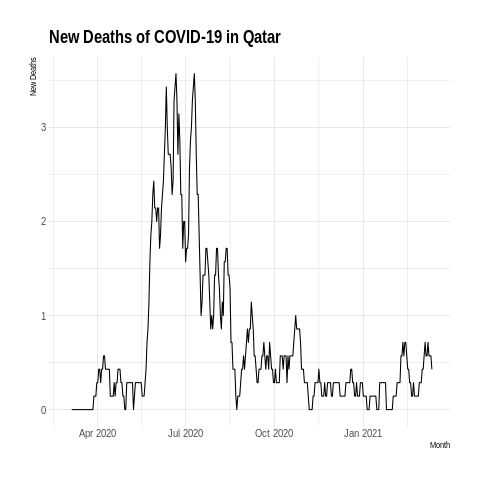 New Deaths of COVID-19 in Qatar
New Deaths
3
2
1
0
Apr 2020
Jul 2020
Oct 2020
Jan 2021
Month